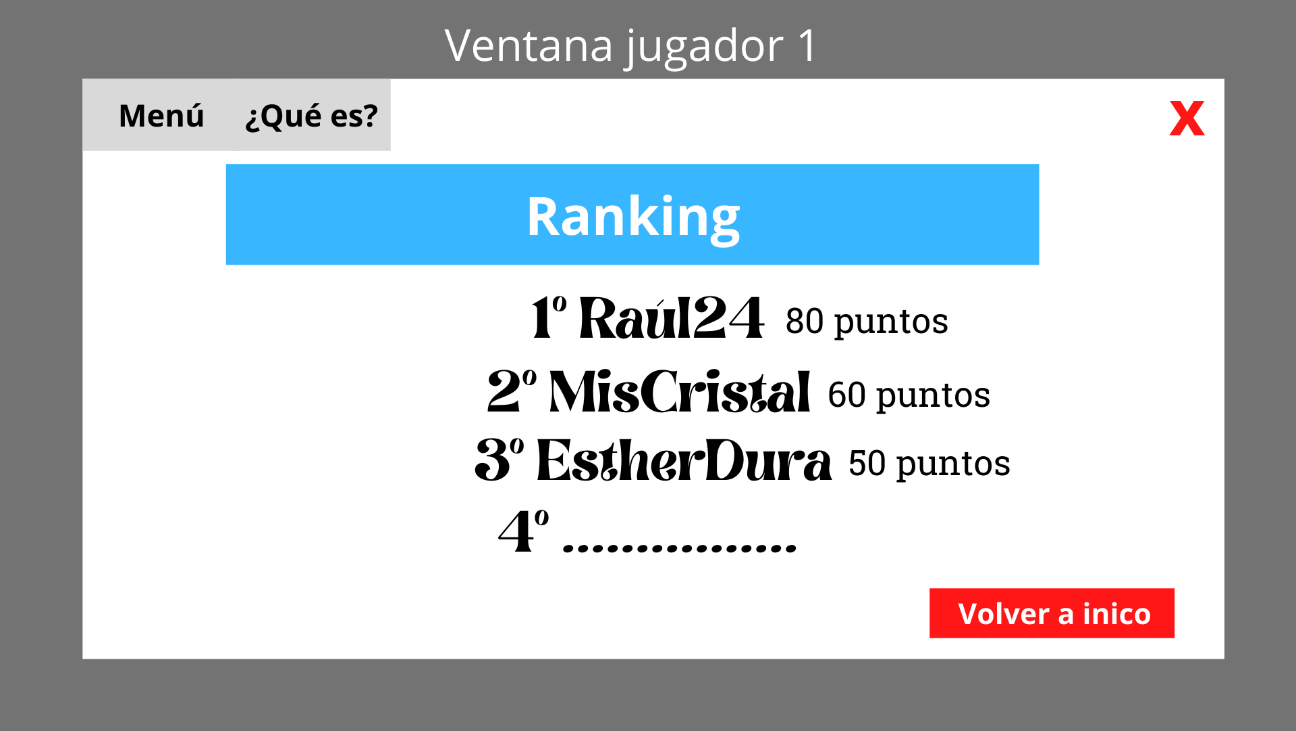 Ventana jugador 1
Menú ¿Qué es? X
Ranking
1º Raúl24 80 puntos
2º MisCristal 60 puntos
3º EstherDura 50 puntos
4º ................
Volver a inico